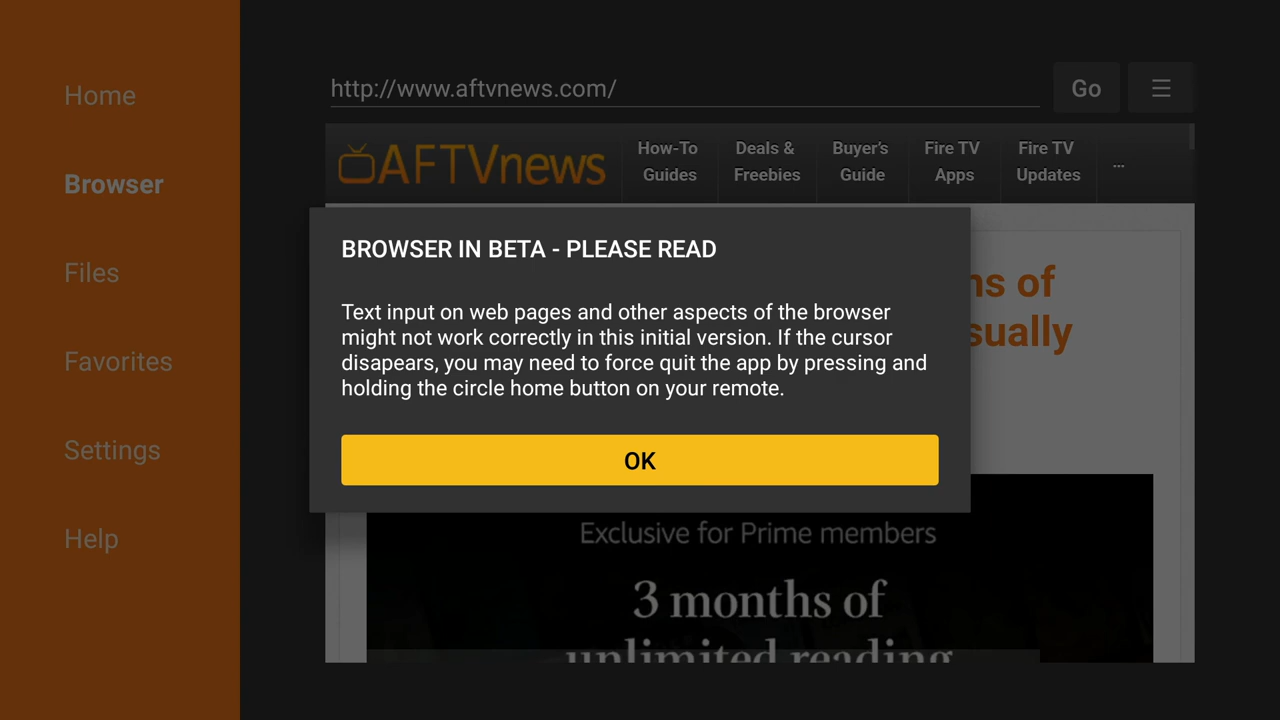 Home
Browser
Files
Favorites
Settings
Help
http://www.aftvnews.com/
Go
AFTVnews
How-To
Guides
Deals &
Freebies
Buyer's
Guide
Fire TV
Apps
Fire TV
Updates
...
of
BROWSER IN BETA - PLEASE READ
Text input on web pages and other aspects of the browser
might not work correctly in this initial version. If the cursor
disapears, you may need to force quit the app by pressing and
holding the circle home button on your remote.
OK
Exclusive for Prime members
3 months of
unlimited reading